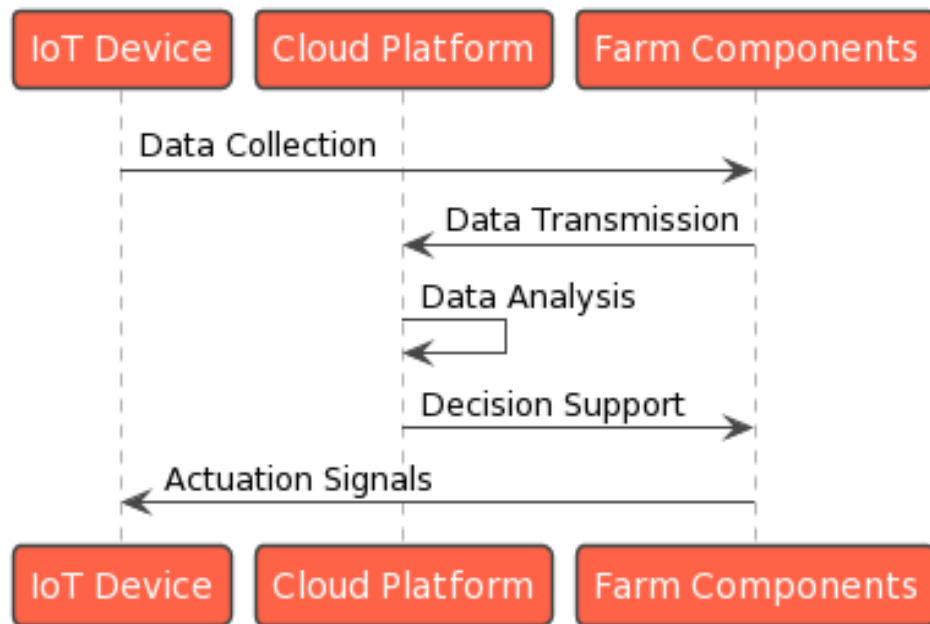 IoT Device Cloud Platform Farm Components
Data Collection
Data Transmission
Data Analysis
Decision Support
Actuation Signals
IoT Device Cloud Platform Farm Components